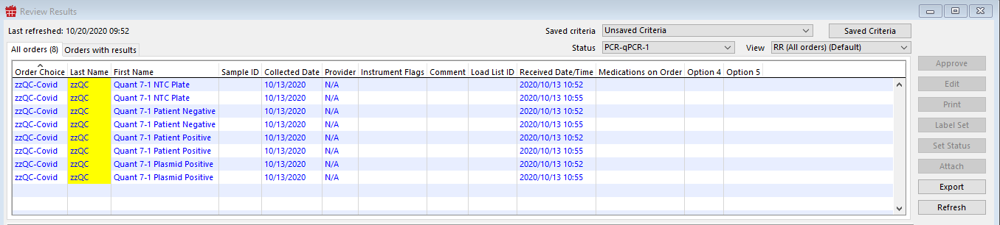 Review Results
Last refreshed: 10/20/2020 09:52
Saved criteria Unsaved Criteria Saved Criteria
Status PCR-qPCR-1 View RR (All orders) (Default)
All orders (8) Orders with results
Order Choice Last Name First Name Sample ID Collected Date Provider Instrument Flags Comment Load List ID Received Date/Time Medications on Order Option 4 Option 5
zzQC-Covid zzQC Quant 7-1 NTC Plate 10/13/2020 N/A 2020/10/13 10:52
zzQC-Covid zzQC Quant 7-1 NTC Plate 10/13/2020 N/A 2020/10/13 10:55
zzQC-Covid zzQC Quant 7-1 Patient Negative 10/13/2020 N/A 2020/10/13 10:52
zzQC-Covid zzQC Quant 7-1 Patient Negative 10/13/2020 N/A 2020/10/13 10:55
zzQC-Covid zzQC Quant 7-1 Patient Positive 10/13/2020 N/A 2020/10/13 10:52
zzQC-Covid zzQC Quant 7-1 Patient Positive 10/13/2020 N/A 2020/10/13 10:55
zzQC-Covid zzQC Quant 7-1 Plasmid Positive 10/13/2020 N/A 2020/10/13 10:52
zzQC-Covid zzQC Quant 7-1 Plasmid Positive 10/13/2020 N/A 2020/10/13 10:55
Approve
Edit
Print
Label Set
Set Status
Attach
Export
Refresh